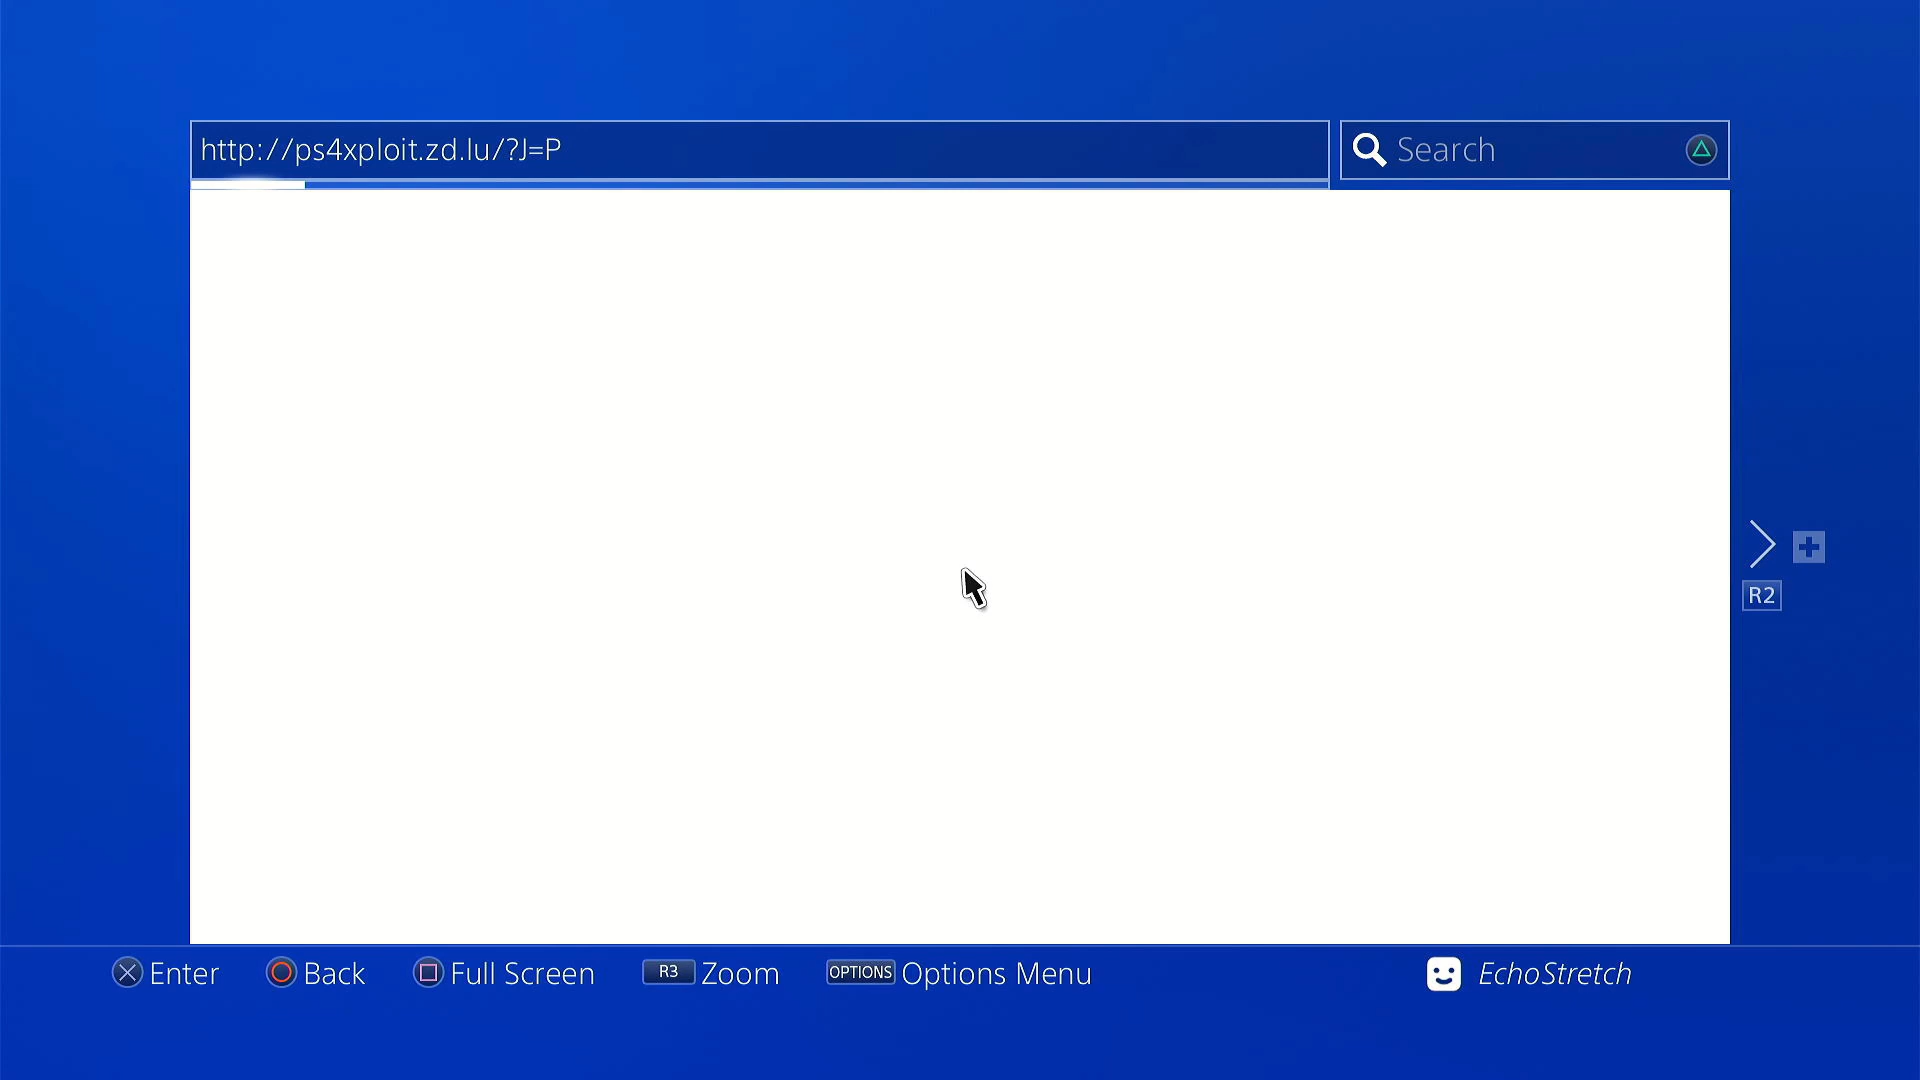 http://ps4xploit.zd.lu/?J=P
Search
R2
Enter Back Full Screen R3 Zoom OPTIONS Options Menu EchoStretch